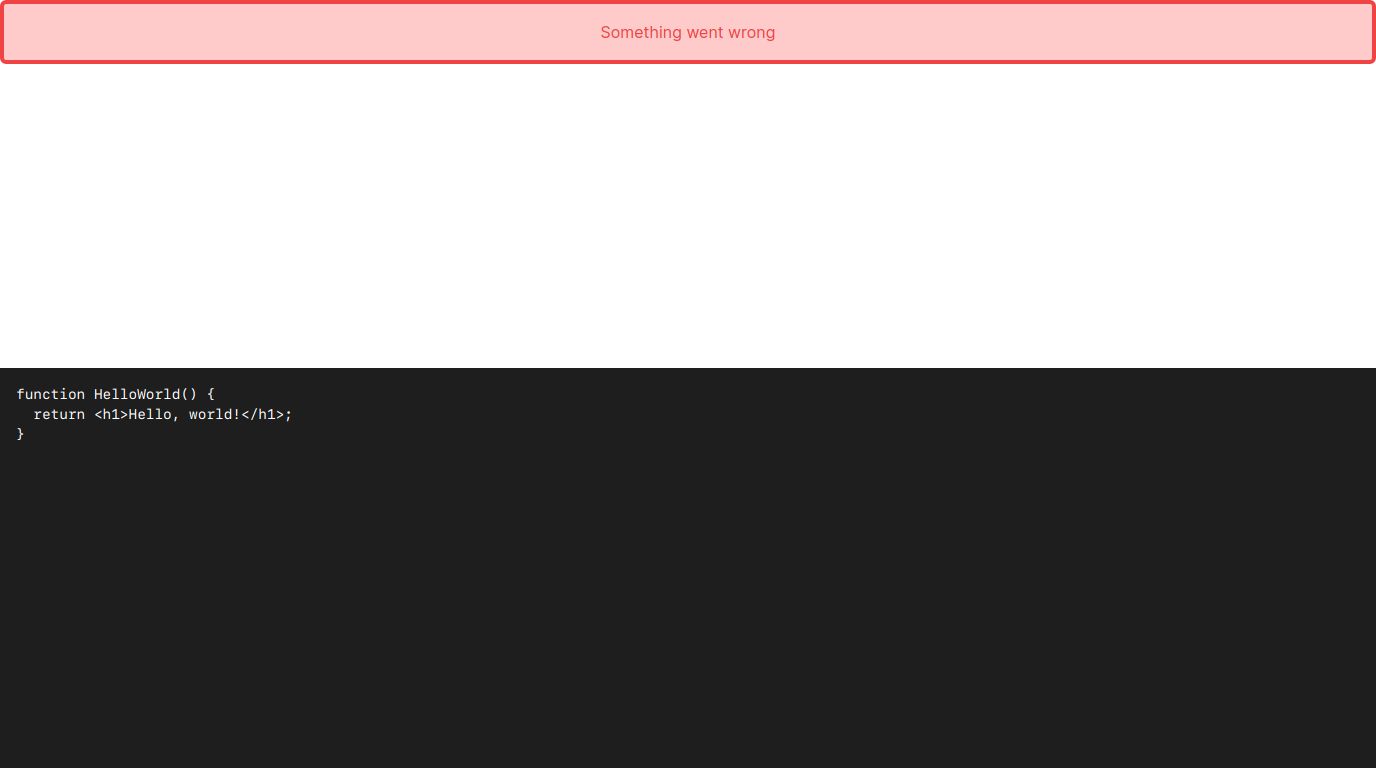 Something went wrong
function HelloWorld() {
  return <h1>Hello, world!</h1>;
}